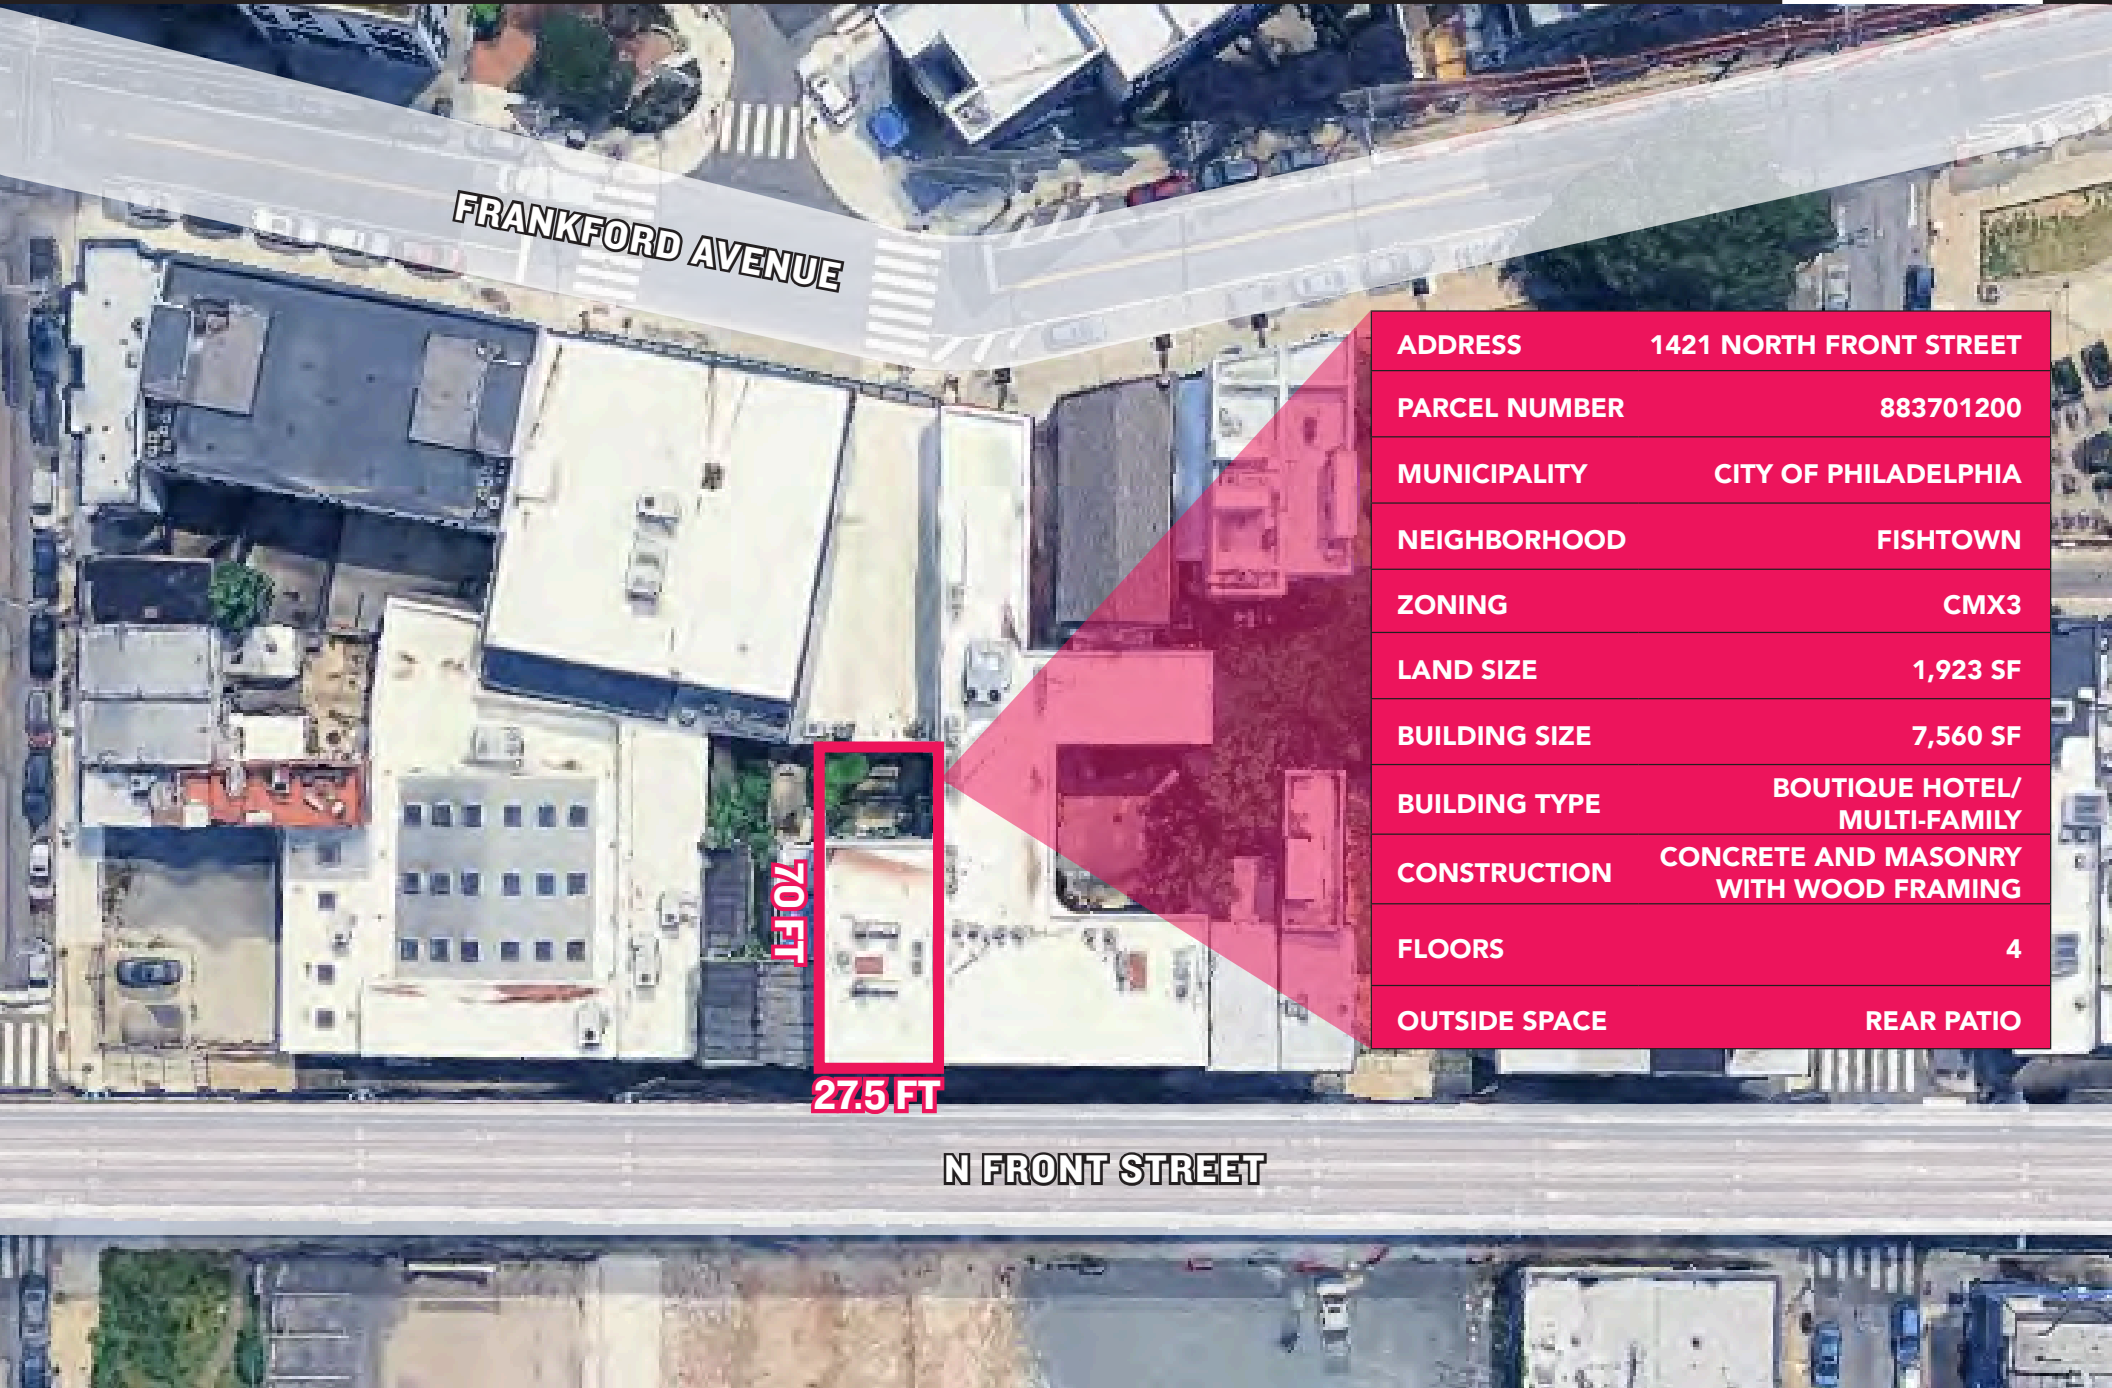 FRANKFORD AVENUE
ADDRESS 1421 NORTH FRONT STREET
PARCEL NUMBER 883701200
MUNICIPALITY CITY OF PHILADELPHIA
NEIGHBORHOOD FISHTOWN
ZONING CMX3
LAND SIZE 1,923 SF
BUILDING SIZE 7,560 SF
BUILDING TYPE BOUTIQUE HOTEL/
MULTI-FAMILY
CONSTRUCTION CONCRETE AND MASONRY
WITH WOOD FRAMING
FLOORS 4
OUTSIDE SPACE REAR PATIO
70 FT
27.5 FT
N FRONT STREET